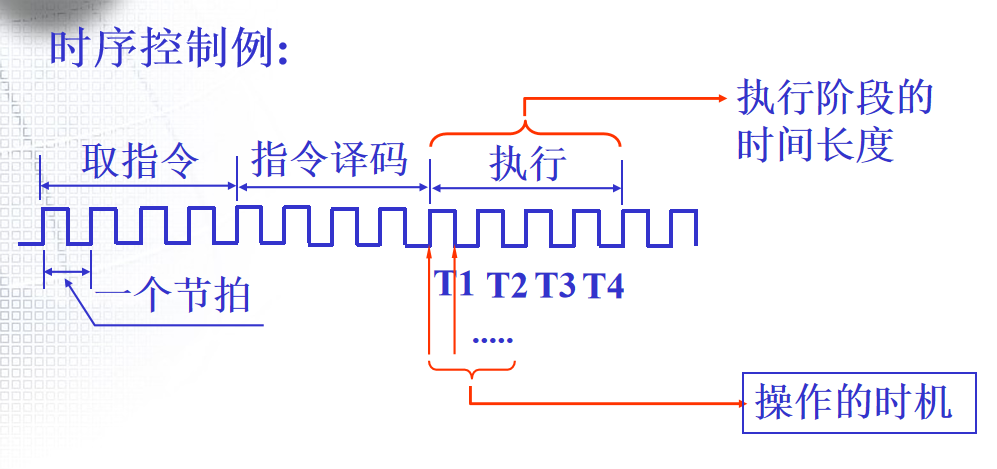 时序控制例:
执行阶段的
时间长度
取指令
指令译码
执行
一个节拍
T1 T2 T3 T4
.....
操作的时机